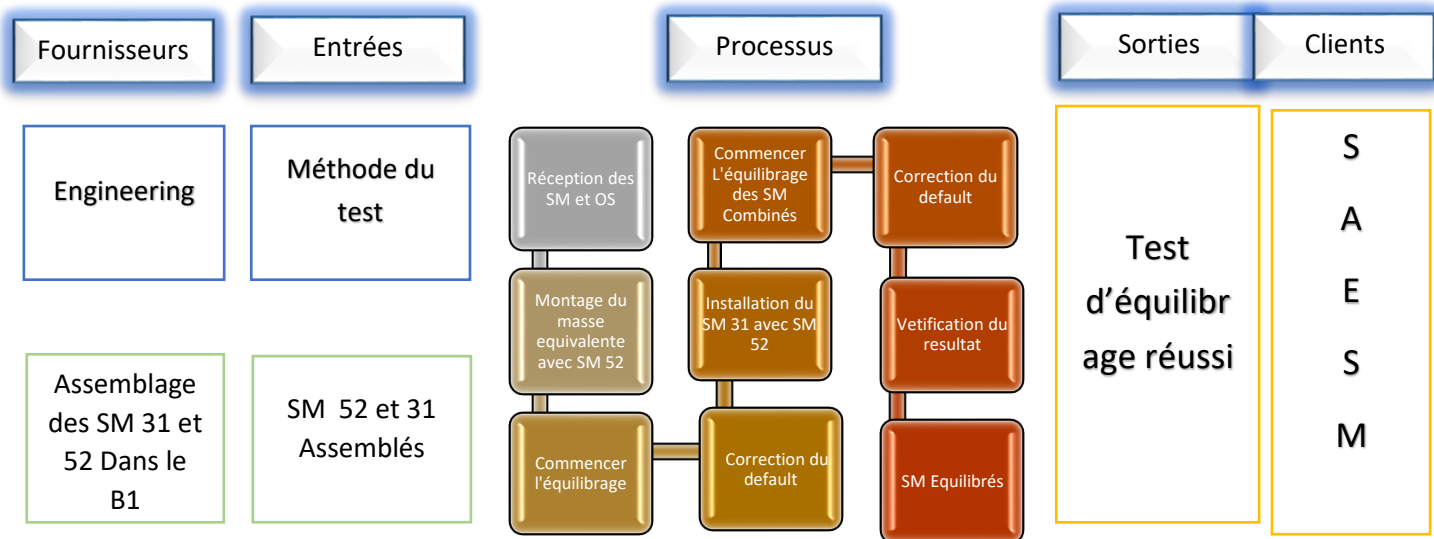 Fournisseurs
Entrées
Processus
Sorties
Clients
Engineering
Méthode du
test
Assemblage
des SM 31 et
52 Dans le
B1
SM 52 et 31
Assemblés
Réception des
SM et OS
Montage du
masse
equivalente
avec SM 52
Commencer
l'équilibrage
Correction du
default
Installation du
SM 31 avec SM
52
Commencer
L'équilibrage
des SM
Combinés
Correction du
default
Vetification du
resultat
SM Equilibrés
Test
d’équilibr
age réussi
S
A
E
S
M